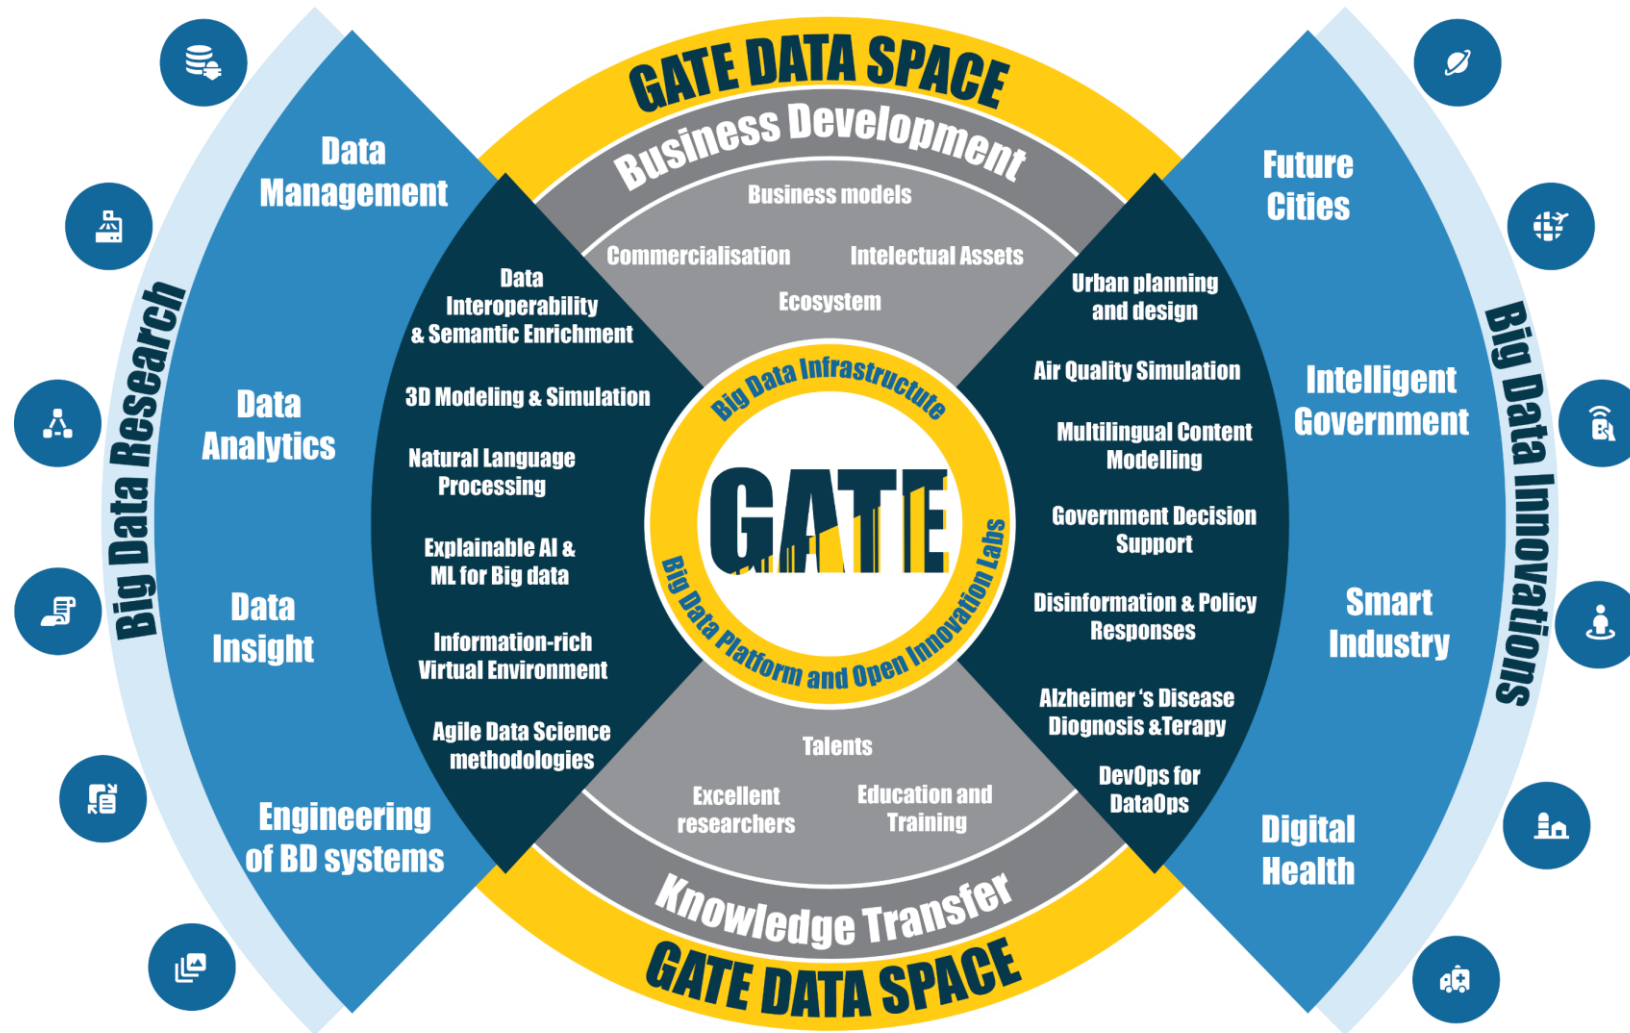 GATE DATA SPACE
Business Development
Business models
Commercialisation
Intelectual Assets
Ecosystem
Big Data Research
Data
Management
Data
Analytics
Data
Insight
Engineering
of BD systems
Data
Interoperability
& Semantic Enrichment
3D Modeling & Simulation
Natural Language
Processing
Explainable AI &
ML for Big data
Information-rich
Virtual Environment
Agile Data Science
methodologies
Big Data Infrastructute
GATE
Big Data Platform and Open Innovation Labs
Urban planning
and design
Air Quality Simulation
Multilingual Content
Modelling
Government Decision
Support
Disinformation & Policy
Responses
Alzheimer ‘s Disease
Diognosis &Terapy
DevOps for
DataOps
Future
Cities
Intelligent
Government
Smart
Industry
Digital
Health
Big Data Innovations
Talents
Excellent
researchers
Education and
Training
Knowledge Transfer
GATE DATA SPACE